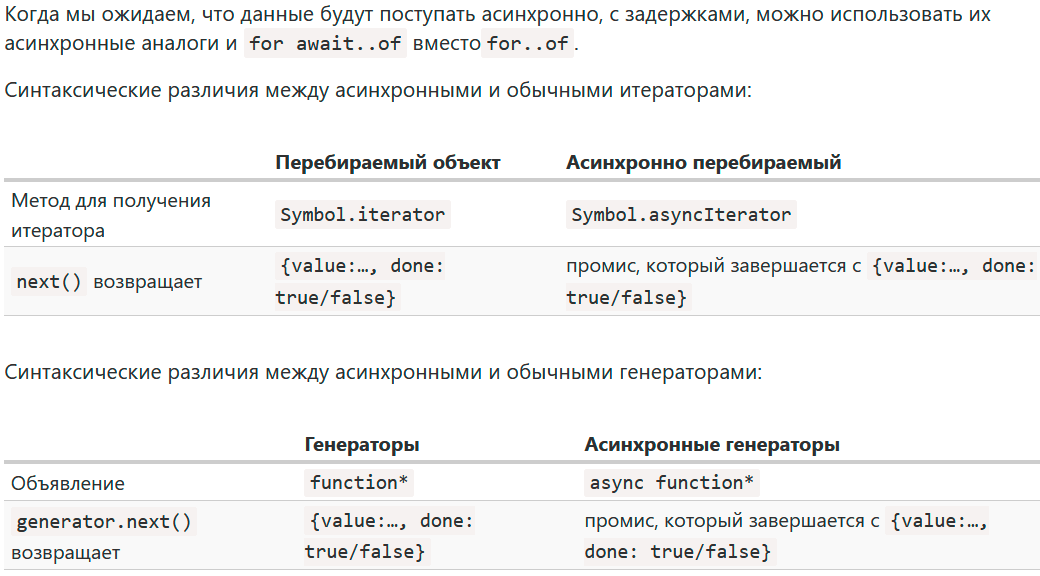 Когда мы ожидаем, что данные будут поступать асинхронно, с задержками, можно использовать их
асинхронные аналоги и for await..of вместо for..of.
Синтаксические различия между асинхронными и обычными итераторами:
Перебираемый объект Асинхронно перебираемый
Метод для получения итератора Symbol.iterator Symbol.asyncIterator
next() возвращает {value:…, done: true/false} промис, который завершается с {value:…, done: true/false}
Синтаксические различия между асинхронными и обычными генераторами:
Генераторы Асинхронные генераторы
Объявление function* async function*
generator.next() возвращает {value:…, done: true/false} промис, который завершается с {value:…, done: true/false}